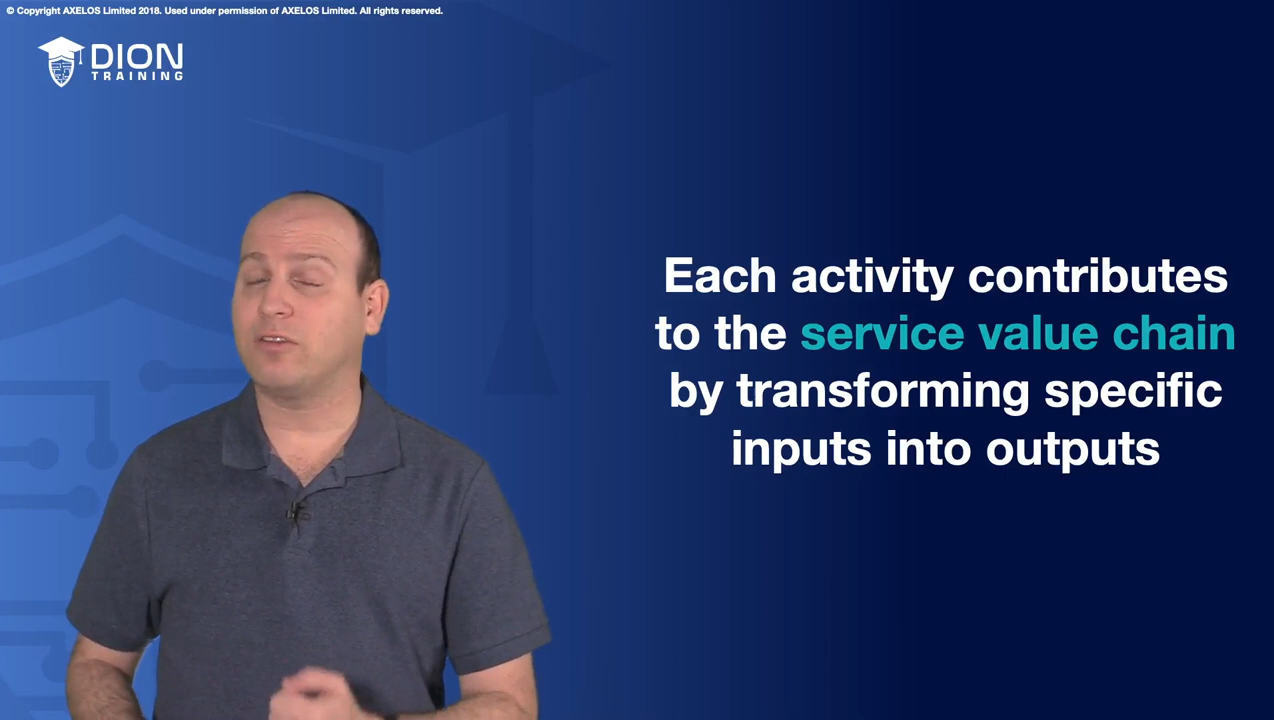 © Copyright AXELOS Limited 2018. Used under permission of AXELOS Limited. All rights reserved.
DION
TRAINING
Each activity contributes
to the service value chain
by transforming specific
inputs into outputs